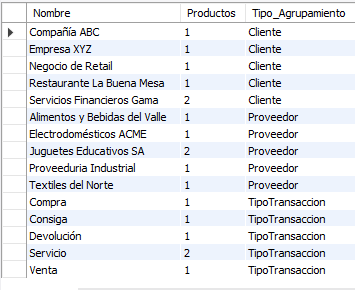 Nombre Productos Tipo_Agrupamiento
Compañía ABC 1 Cliente
Empresa XYZ 1 Cliente
Negocio de Retail 1 Cliente
Restaurante La Buena Mesa 1 Cliente
Servicios Financieros Gama 2 Cliente
Alimentos y Bebidas del Valle 1 Proveedor
Electrodomésticos ACME 1 Proveedor
Juguetes Educativos SA 2 Proveedor
Proveeduria Industrial 1 Proveedor
Textiles del Norte 1 Proveedor
Compra 1 TipoTransaccion
Consiga 1 TipoTransaccion
Devolución 1 TipoTransaccion
Servicio 2 TipoTransaccion
Venta 1 TipoTransaccion